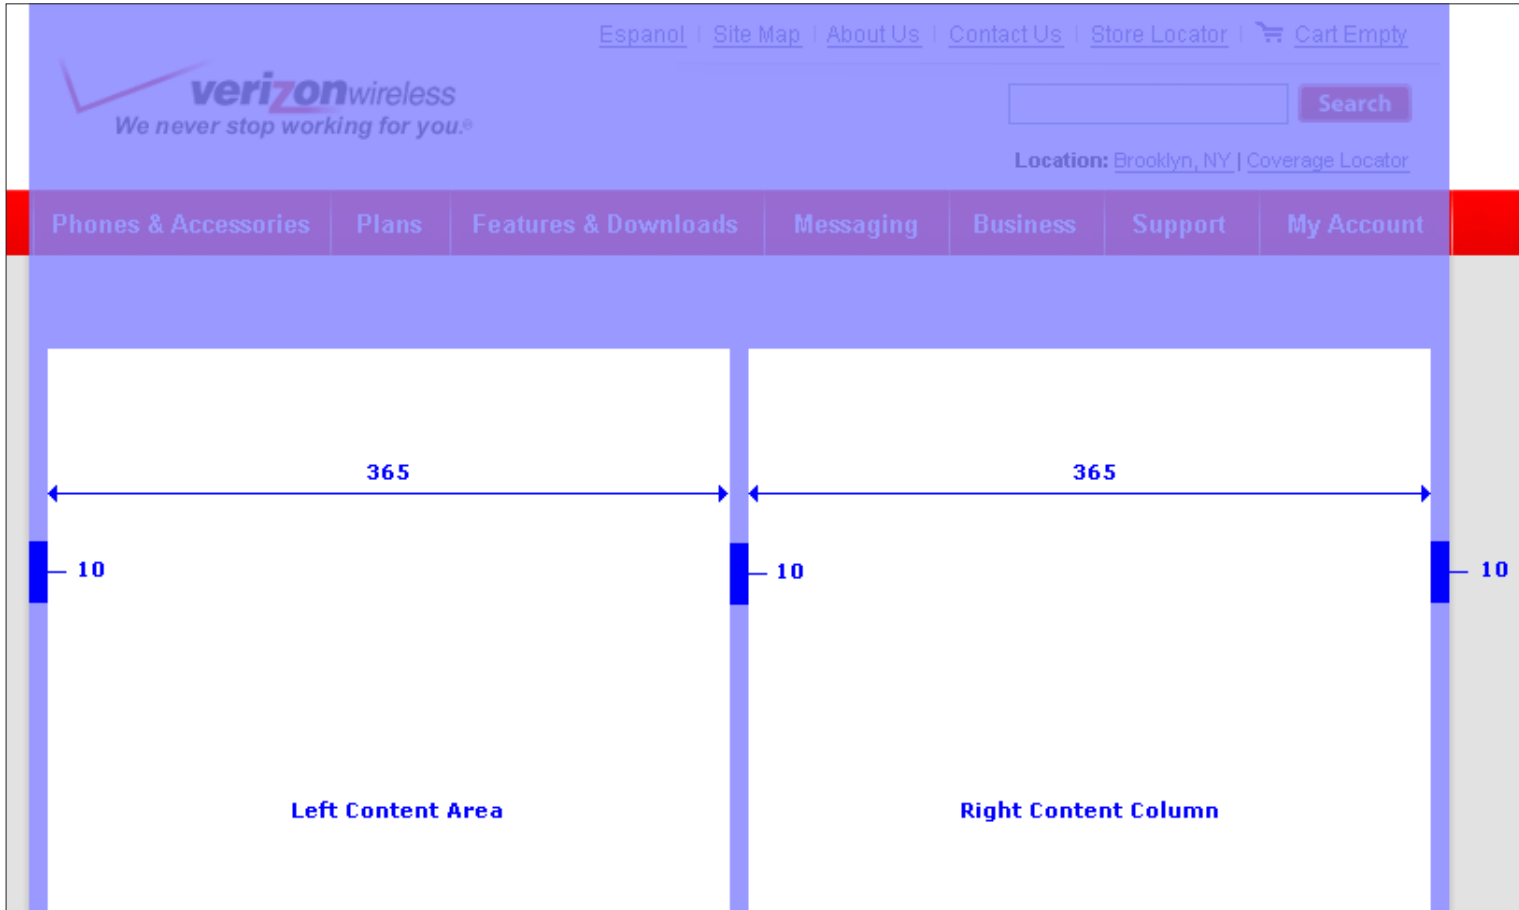 Espanol | Site Map | About Us | Contact Us | Store Locator | Cart Empty
verizonwireless
We never stop working for you.®
Search
Location: Brooklyn, NY | Coverage Locator
Phones & Accessories Plans Features & Downloads Messaging Business Support My Account
365 365
10 10 10
Left Content Area Right Content Column